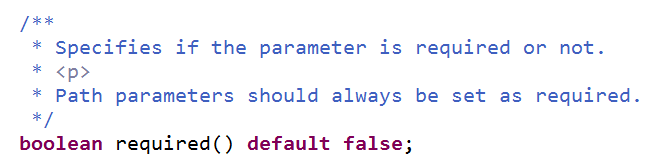 /**
 * Specifies if the parameter is required or not.
 * <p>
 * Path parameters should always be set as required.
 */
boolean required() default false;